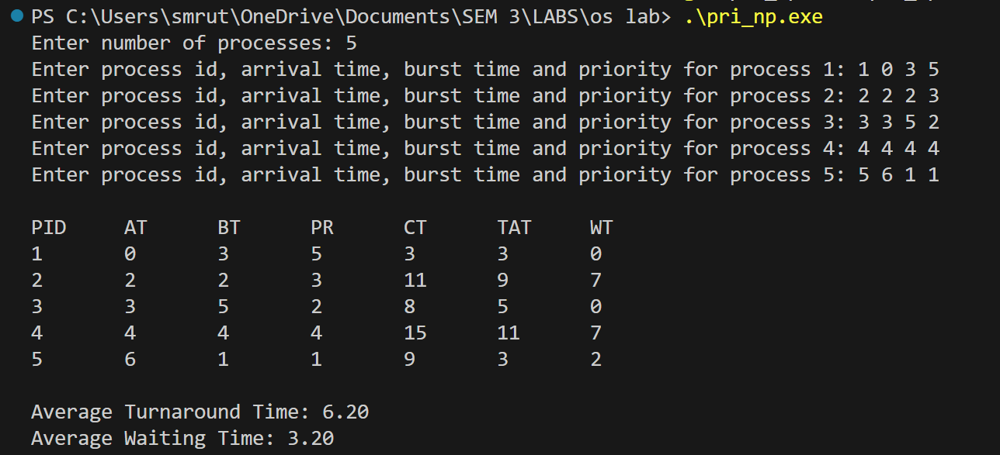 PS C:\Users\smrut\OneDrive\Documents\SEM 3\LABS\os lab> .\pri_np.exe
Enter number of processes: 5
Enter process id, arrival time, burst time and priority for process 1: 1 0 3 5
Enter process id, arrival time, burst time and priority for process 2: 2 2 2 3
Enter process id, arrival time, burst time and priority for process 3: 3 3 5 2
Enter process id, arrival time, burst time and priority for process 4: 4 4 4 4
Enter process id, arrival time, burst time and priority for process 5: 5 6 1 1
PID AT BT PR CT TAT WT
1 0 3 5 3 3 0
2 2 2 3 11 9 7
3 3 5 2 8 5 0
4 4 4 4 15 11 7
5 6 1 1 9 3 2
Average Turnaround Time: 6.20
Average Waiting Time: 3.20